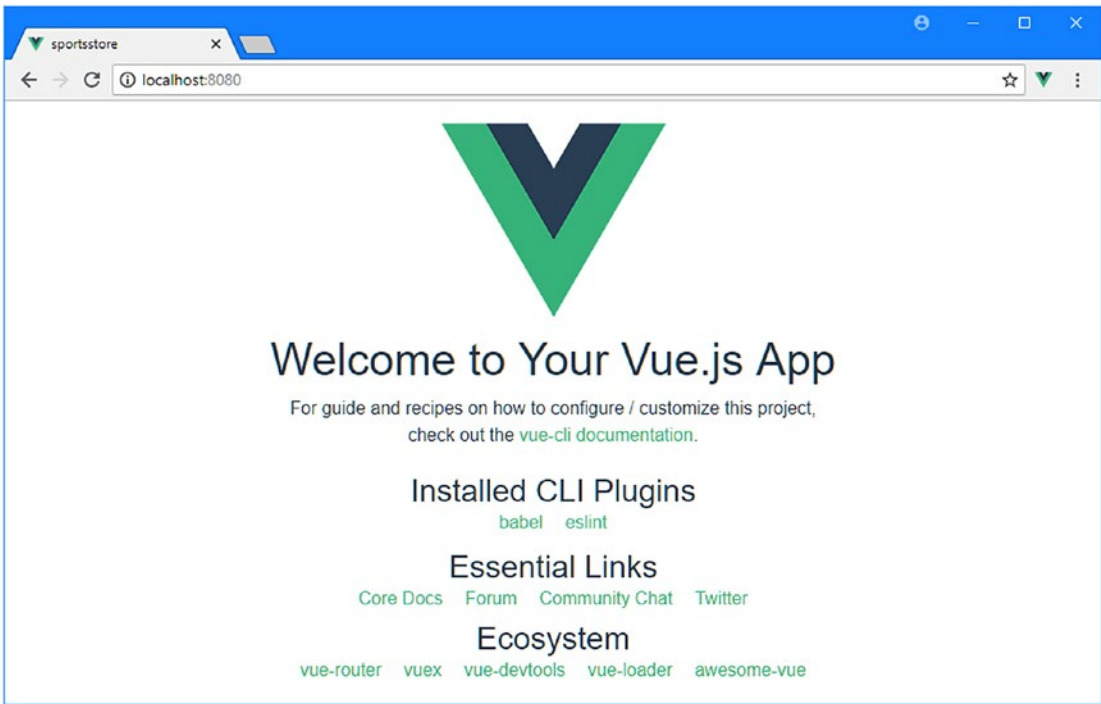 sportsstore
localhost:8080
Welcome to Your Vue.js App
For guide and recipes on how to configure / customize this project,
check out the vue-cli documentation.
Installed CLI Plugins
babel eslint
Essential Links
Core Docs Forum Community Chat Twitter
Ecosystem
vue-router vuex vue-devtools vue-loader awesome-vue